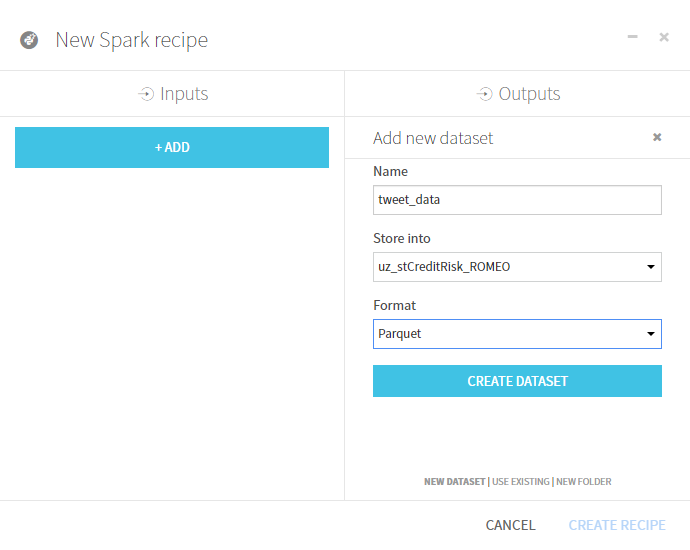 New Spark recipe
Inputs
Outputs
+ ADD
Add new dataset
Name
tweet_data
Store into
uz_stCreditRisk_ROMEO
Format
Parquet
CREATE DATASET
NEW DATASET | USE EXISTING | NEW FOLDER
CANCEL
CREATE RECIPE